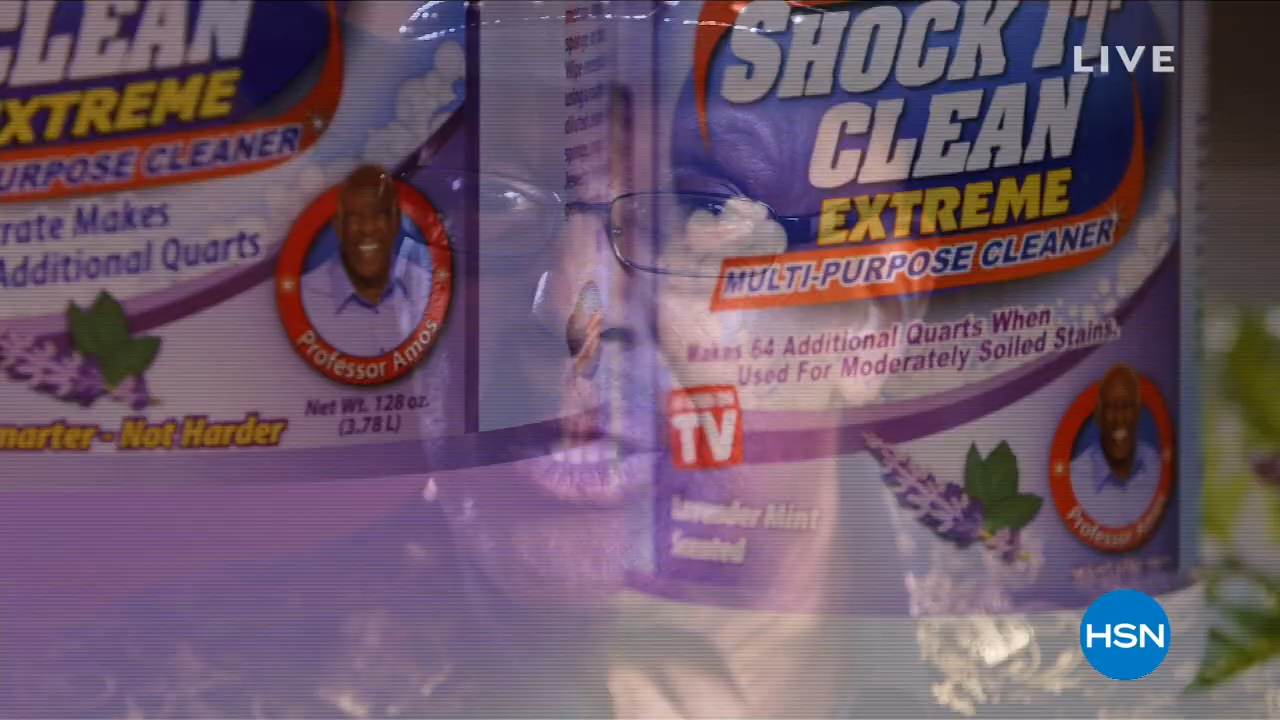 CLEAN
EXTREME
URPOSE CLEANER
rate Makes
Additional Quarts
Professor Amos
Net Wt. 128 oz.
(3.78 L)
marter - Not Harder
SHOCK IT
CLEAN
EXTREME
MULTI-PURPOSE CLEANER
Makes 64 Additional Quarts When
Used For Moderately Soiled Stains.
TV
Lavender Mint
Scented
Professor Amos
LIVE
HSN